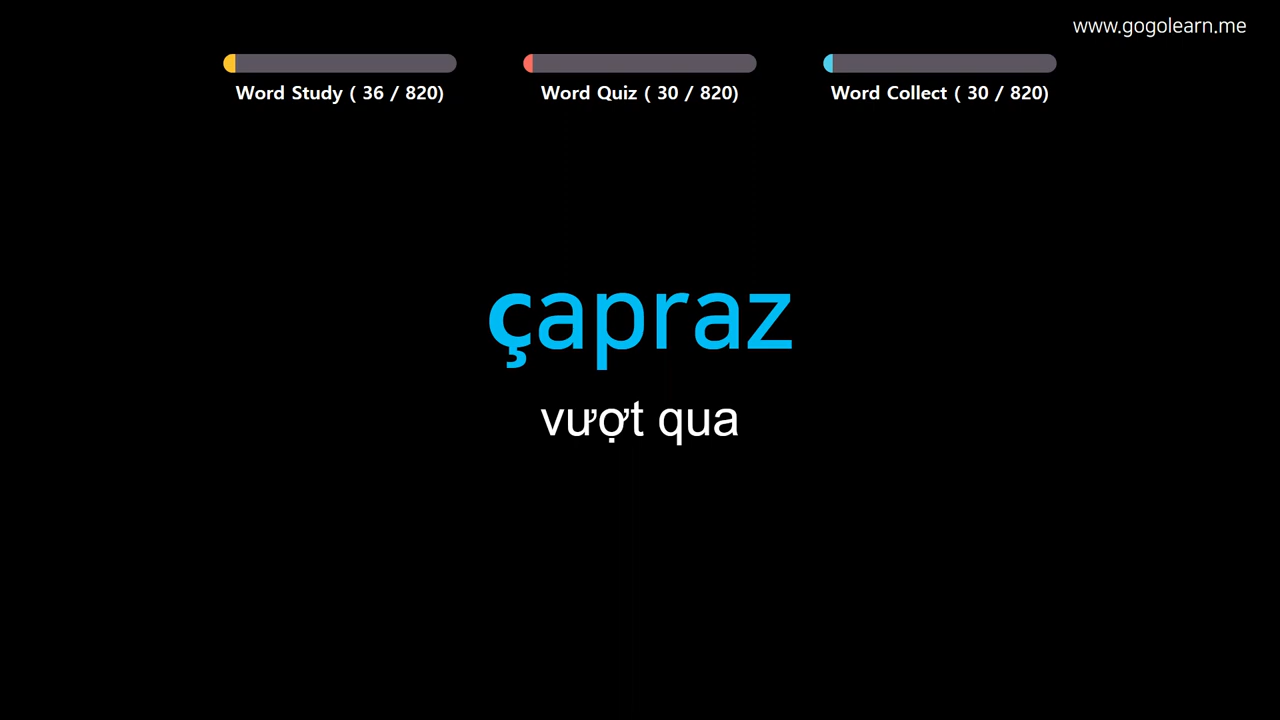 www.gogolearn.me
Word Study ( 36 / 820)
Word Quiz ( 30 / 820)
Word Collect ( 30 / 820)
çapraz
vượt qua